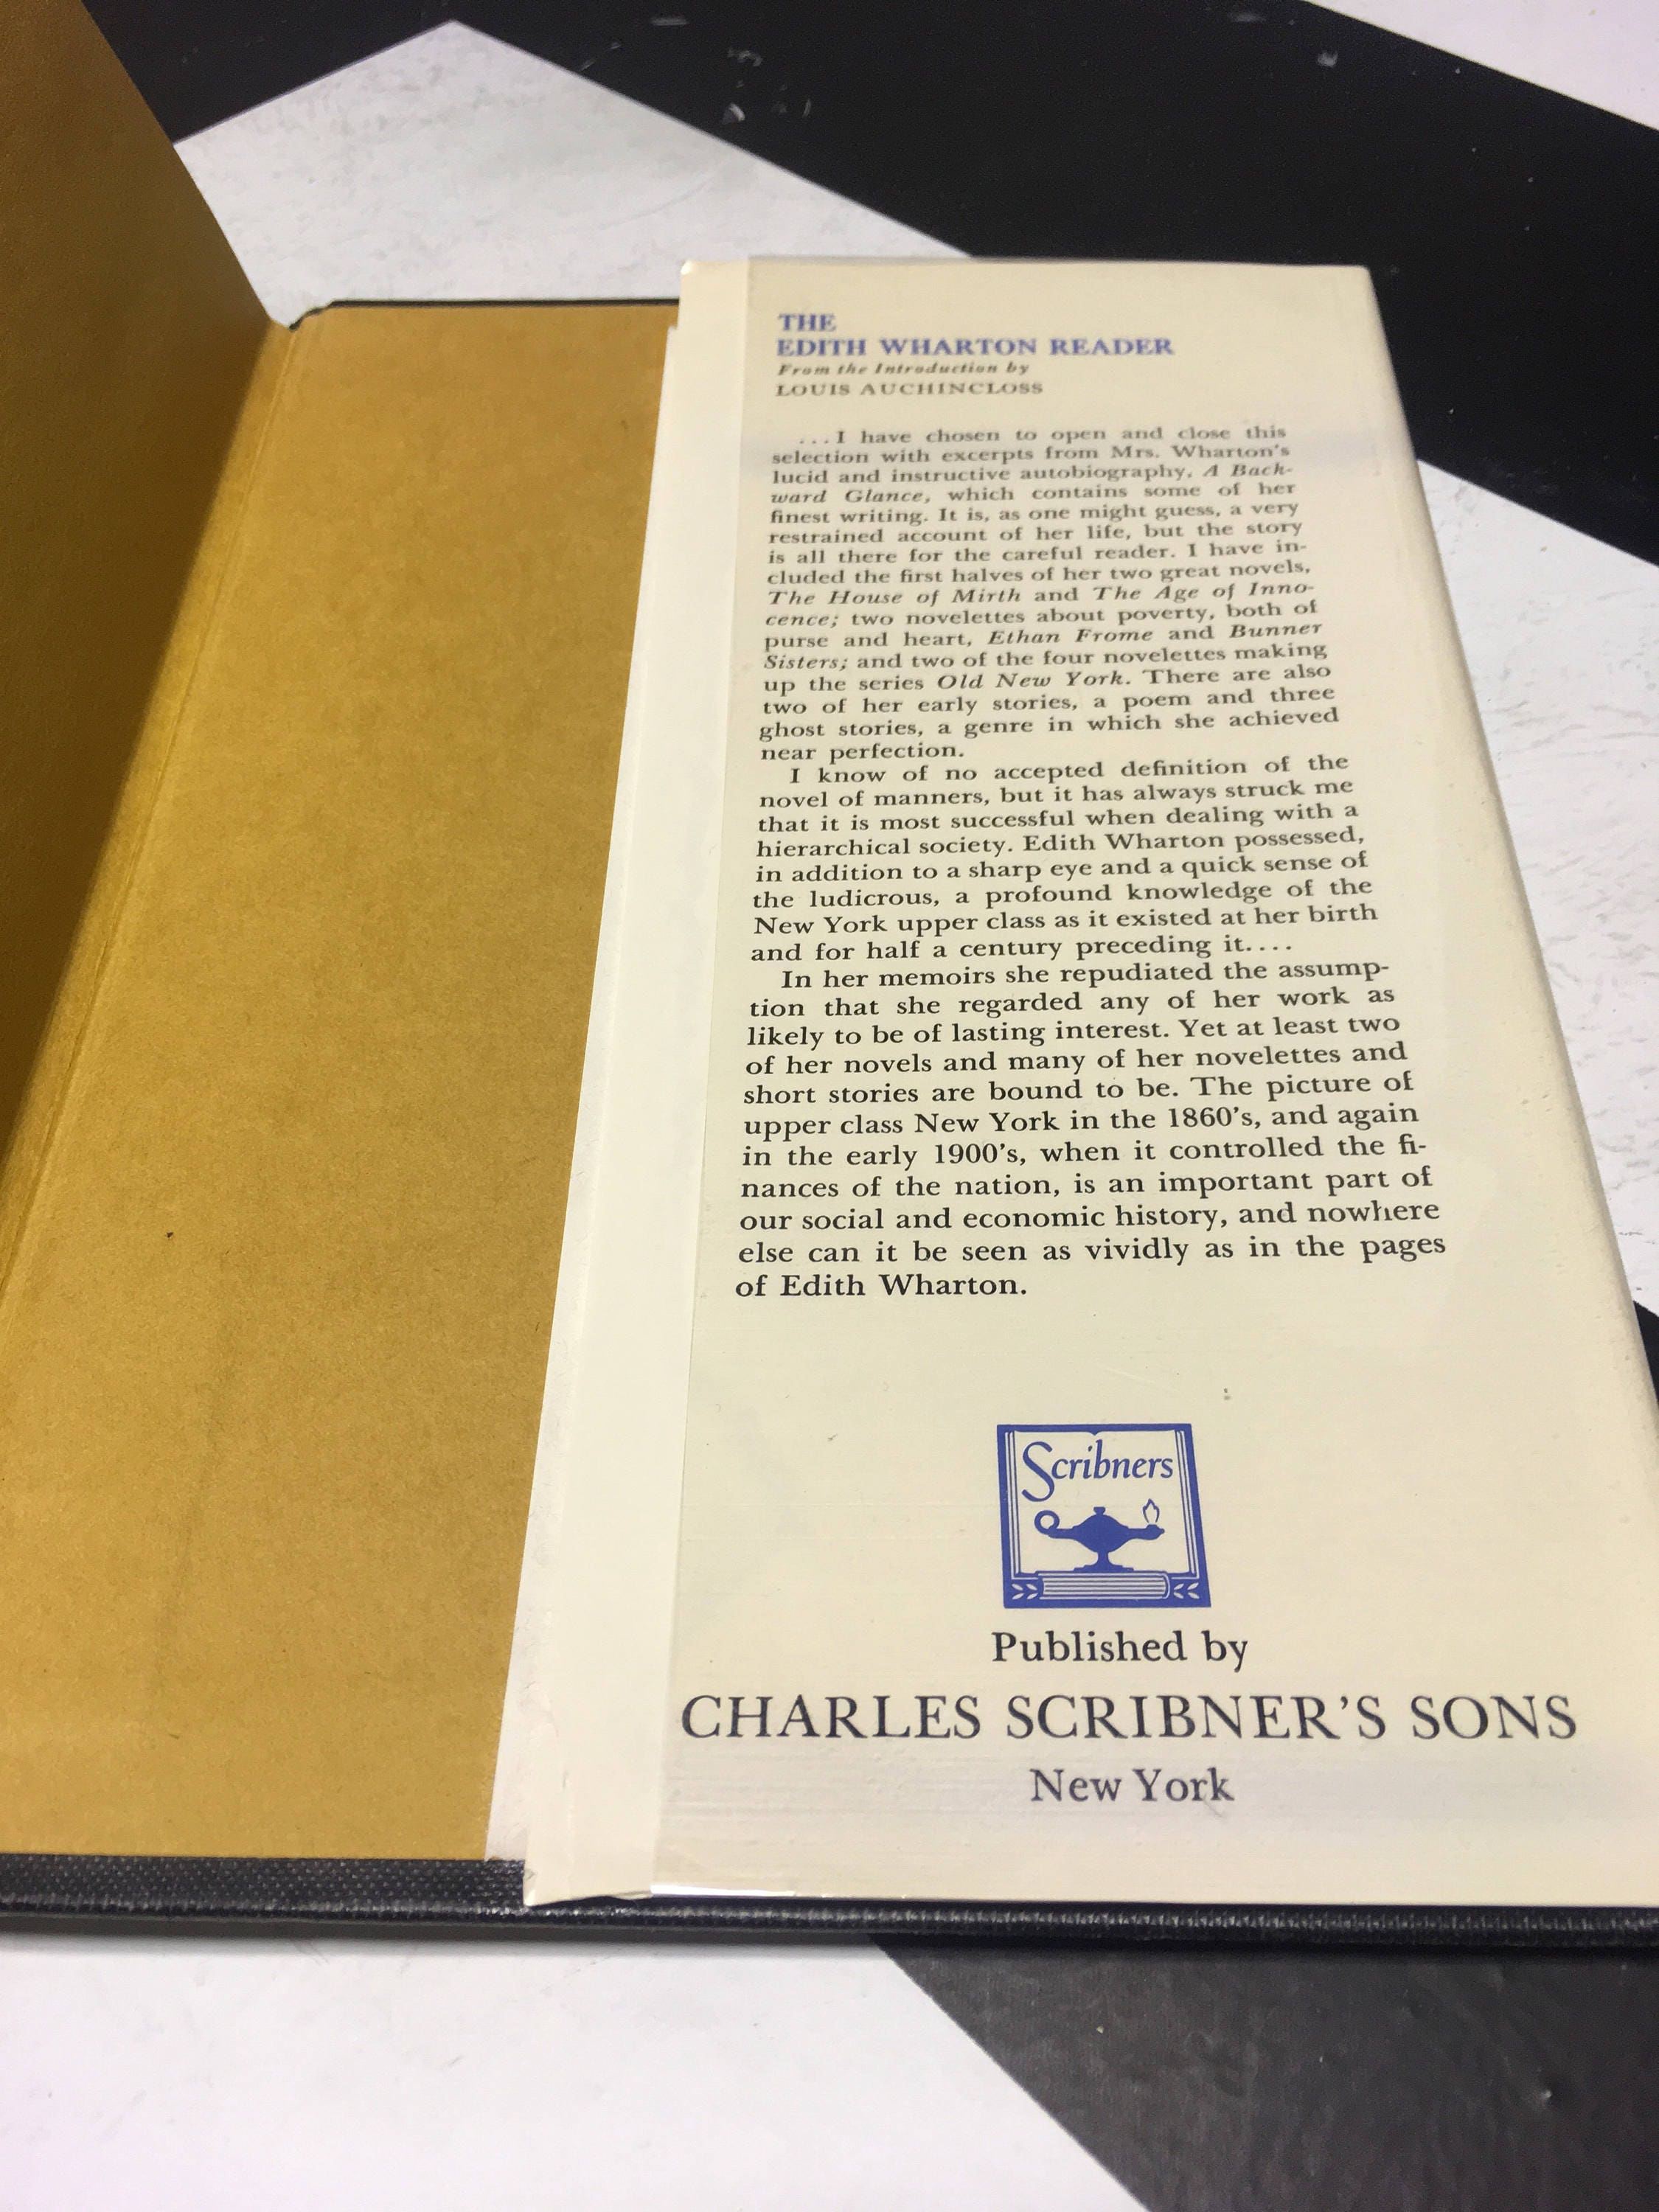 THE
EDITH WHARTON READER
From the Introduction by
LOUIS AUCHINCLOSS
...I have chosen to open and close this
selection with excerpts from Mrs. Wharton's
lucid and instructive autobiography, A Back-
ward Glance, which contains some of her
finest writing. It is, as one might guess, a very
restrained account of her life, but the story
is all there for the careful reader. I have in-
cluded the first halves of her two great novels,
The House of Mirth and The Age of Inno-
cence; two novelettes about poverty, both of
purse and heart, Ethan Frome and Bunner
Sisters; and two of the four novelettes making
up the series Old New York. There are also
two of her early stories, a poem and three
ghost stories, a genre in which she achieved
near perfection.
I know of no accepted definition of the
novel of manners, but it has always struck me
that it is most successful when dealing with a
hierarchical society. Edith Wharton possessed,
in addition to a sharp eye and a quick sense of
the ludicrous, a profound knowledge of the
New York upper class as it existed at her birth
and for half a century preceding it....
In her memoirs she repudiated the assump-
tion that she regarded any of her work as
likely to be of lasting interest. Yet at least two
of her novels and many of her novelettes and
short stories are bound to be. The picture of
upper class New York in the 1860's, and again
in the early 1900's, when it controlled the fi-
nances of the nation, is an important part of
our social and economic history, and nowhere
else can it be seen as vividly as in the pages
of Edith Wharton.
Scribners
Published by
CHARLES SCRIBNER'S SONS
New York